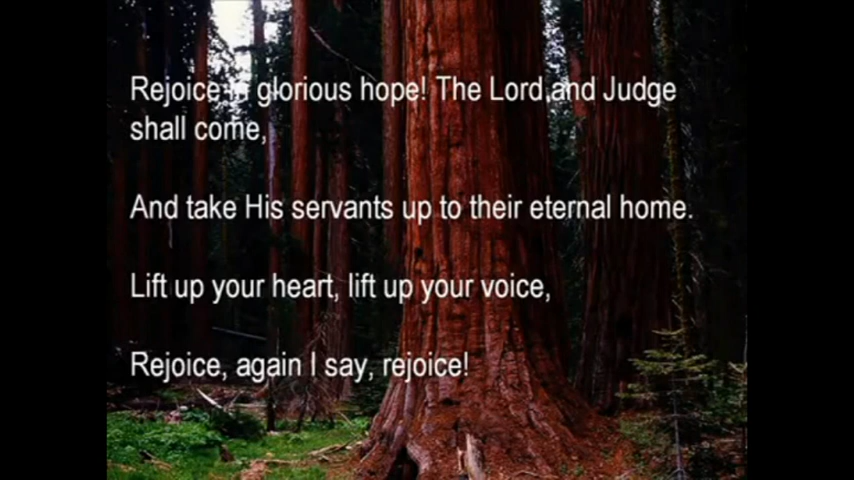 Rejoice in glorious hope! The Lord and Judge
shall come,
And take His servants up to their eternal home.
Lift up your heart, lift up your voice,
Rejoice, again I say, rejoice!